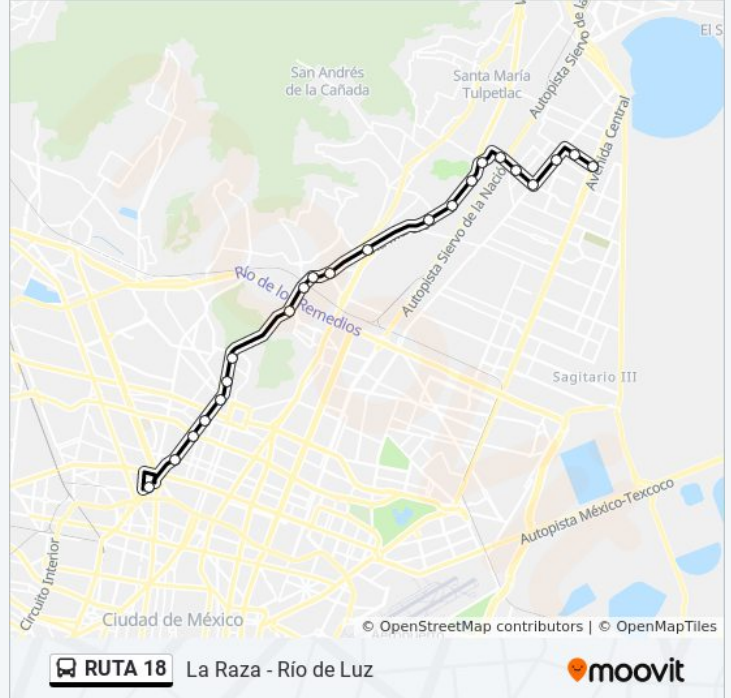 El S
San Andrés
de la Cañada
Santa María
Tulpetlac
Autopista Siervo de la
Avenida Central
Autopista Siervo de la Nación
Río de los Remedios
Sagitario III
Autopista México-Texcoco
Circuito Interior
Ciudad de México
Aeropuerto
© OpenStreetMap contributors | © OpenMapTiles
RUTA 18 La Raza - Río de Luz
moovit